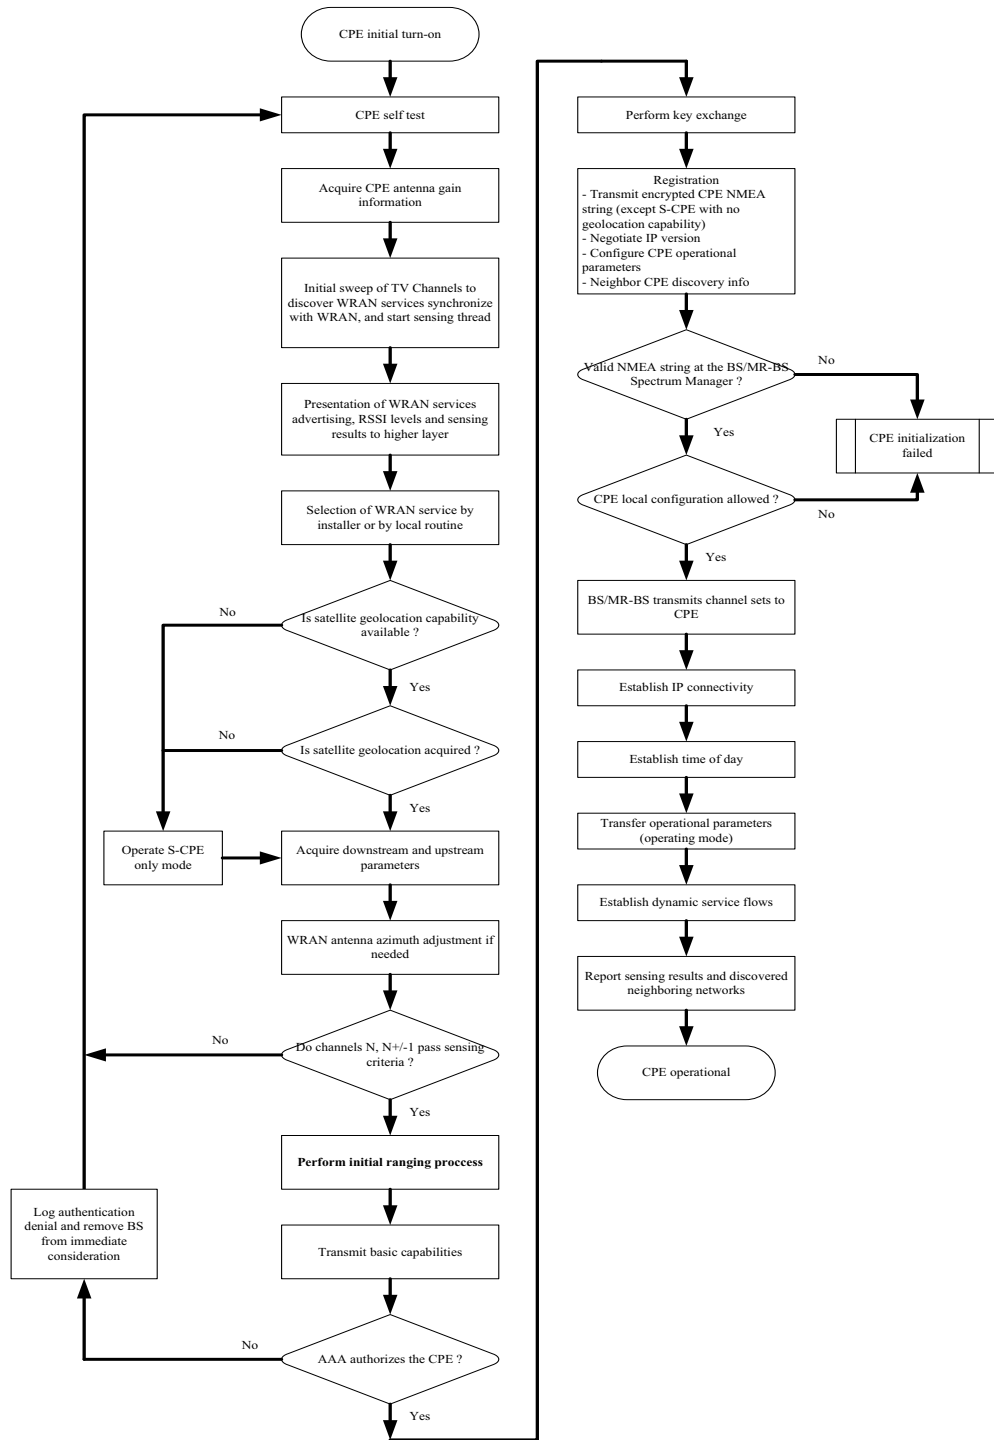 CPE initial turn-on
CPE self test
Acquire CPE antenna gain
information
Initial sweep of TV Channels to
discover WRAN services synchronize
with WRAN, and start sensing thread
Presentation of WRAN services
advertising, RSSI levels and sensing
results to higher layer
Selection of WRAN service by
installer or by local routine
No
Is satellite geolocation capability
available ?
Yes
No
Is satellite geolocation acquired ?
Yes
Operate S-CPE
only mode
Acquire downstream and upstream
parameters
WRAN antenna azimuth adjustment if
needed
No
Do channels N, N+/-1 pass sensing
criteria ?
Yes
Perform initial ranging proccess
Log authentication
denial and remove BS
from immediate
consideration
Transmit basic capabilities
No
AAA authorizes the CPE ?
Yes
Perform key exchange
Registration
- Transmit encrypted CPE NMEA
string (except S-CPE with no
geolocation capability)
- Negotiate IP version
- Configure CPE operational
parameters
- Neighbor CPE discovery info
Valid NMEA string at the BS/MR-BS
Spectrum Manager ?
No
Yes
CPE initialization
failed
CPE local configuration allowed ?
No
Yes
BS/MR-BS transmits channel sets to
CPE
Establish IP connectivity
Establish time of day
Transfer operational parameters
(operating mode)
Establish dynamic service flows
Report sensing results and discovered
neighboring networks
CPE operational